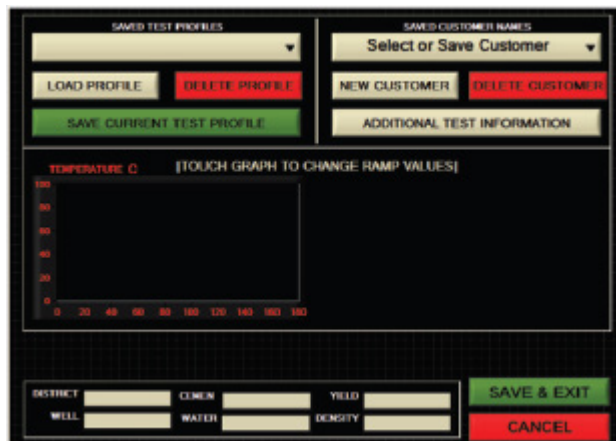 SAVED TEST PROFILES
SAVED CUSTOMER NAMES
Select or Save Customer
LOAD PROFILE
DELETE PROFILE
NEW CUSTOMER
DELETE CUSTOMER
SAVE CURRENT TEST PROFILE
ADDITIONAL TEST INFORMATION
TEMPERATURE C
[TOUCH GRAPH TO CHANGE RAMP VALUES]
100
80
60
40
20
0
0 20 40 60 80 100 120 140 160 180
DISTRICT
CEMEN
YIELD
WELL
WATER
DENSITY
SAVE & EXIT
CANCEL